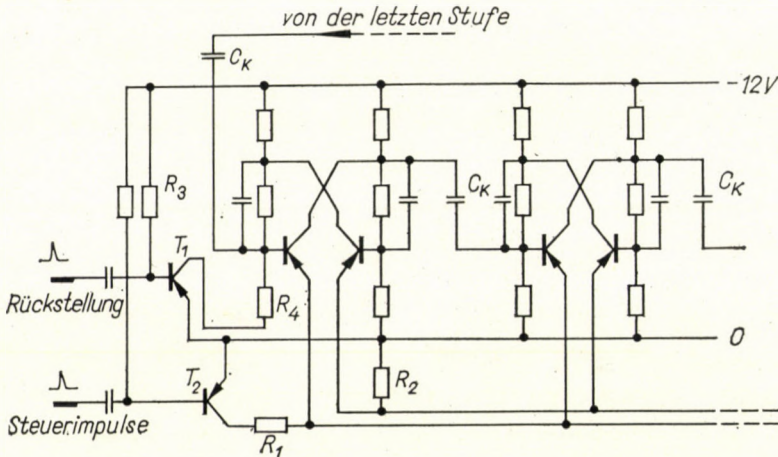 von der letzten Stufe
C_K
-12V
R_3
C_K
C_K
T_1
Rückstellung
R_4
0
T_2
R_2
Steuerimpulse
R_1